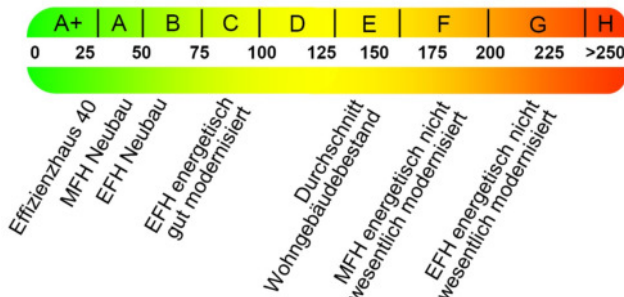 A+ A B C D E F G H
0 25 50 75 100 125 150 175 200 225 >250
Effizienzhaus 40
MFH Neubau
EFH Neubau
EFH energetisch
gut modernisiert
Durchschnitt
Wohngebäudebestand
MFH energetisch nicht
wesentlich modernisiert
EFH energetisch nicht
wesentlich modernisiert